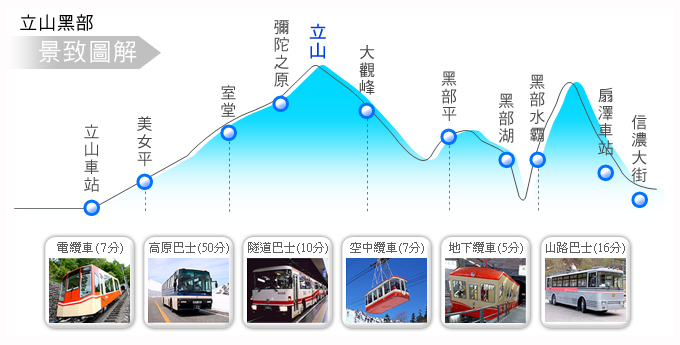 立山黑部
景致圖解
立山車站
美女平
室堂
彌陀之原
立山
大觀峰
黑部平
黑部湖
黑部水霸
扇澤車站
信濃大街
電纜車(7分)
高原巴士(50分)
隧道巴士(10分)
空中纜車(7分)
地下纜車(5分)
山路巴士(16分)